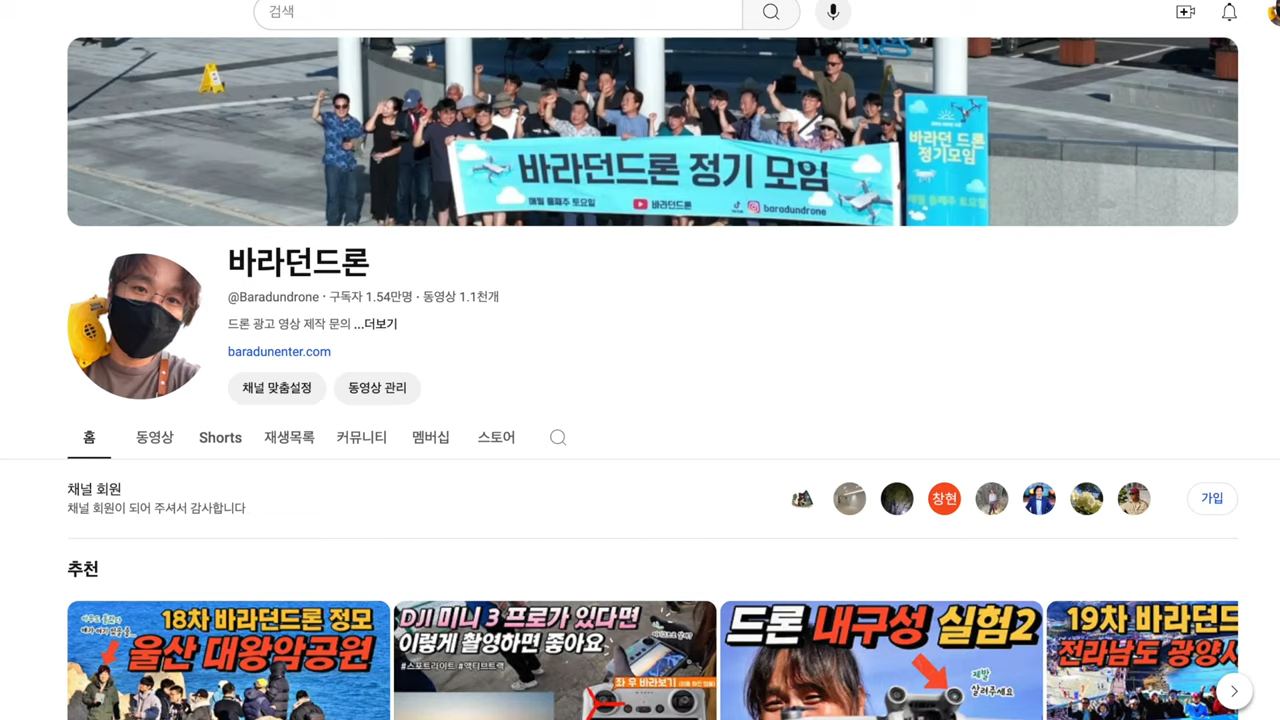 검색
바라던드론 정기 모임
매월 둘째주 토요일
바라던드론
baradundrone
바라던 드론
정기모임
바라던드론
@Baradundrone · 구독자 1.54만명 · 동영상 1.1천개
드론 광고 영상 제작 문의 ...더보기
baradunenter.com
채널 맞춤설정
동영상 관리
홈
동영상
Shorts
재생목록
커뮤니티
멤버십
스토어
채널 회원
채널 회원이 되어 주셔서 감사합니다
창현
가입
추천
18차 바라던드론 정모
울산 대왕암공원
DJI 미니 3 프로가 있다면
이렇게 촬영하면 좋아요
#스포트라이트 #액티브트랙
좌 후 바라보기
드론 내구성 실험2
제발
살려주세요
19차 바라던드
전라남도 광양시